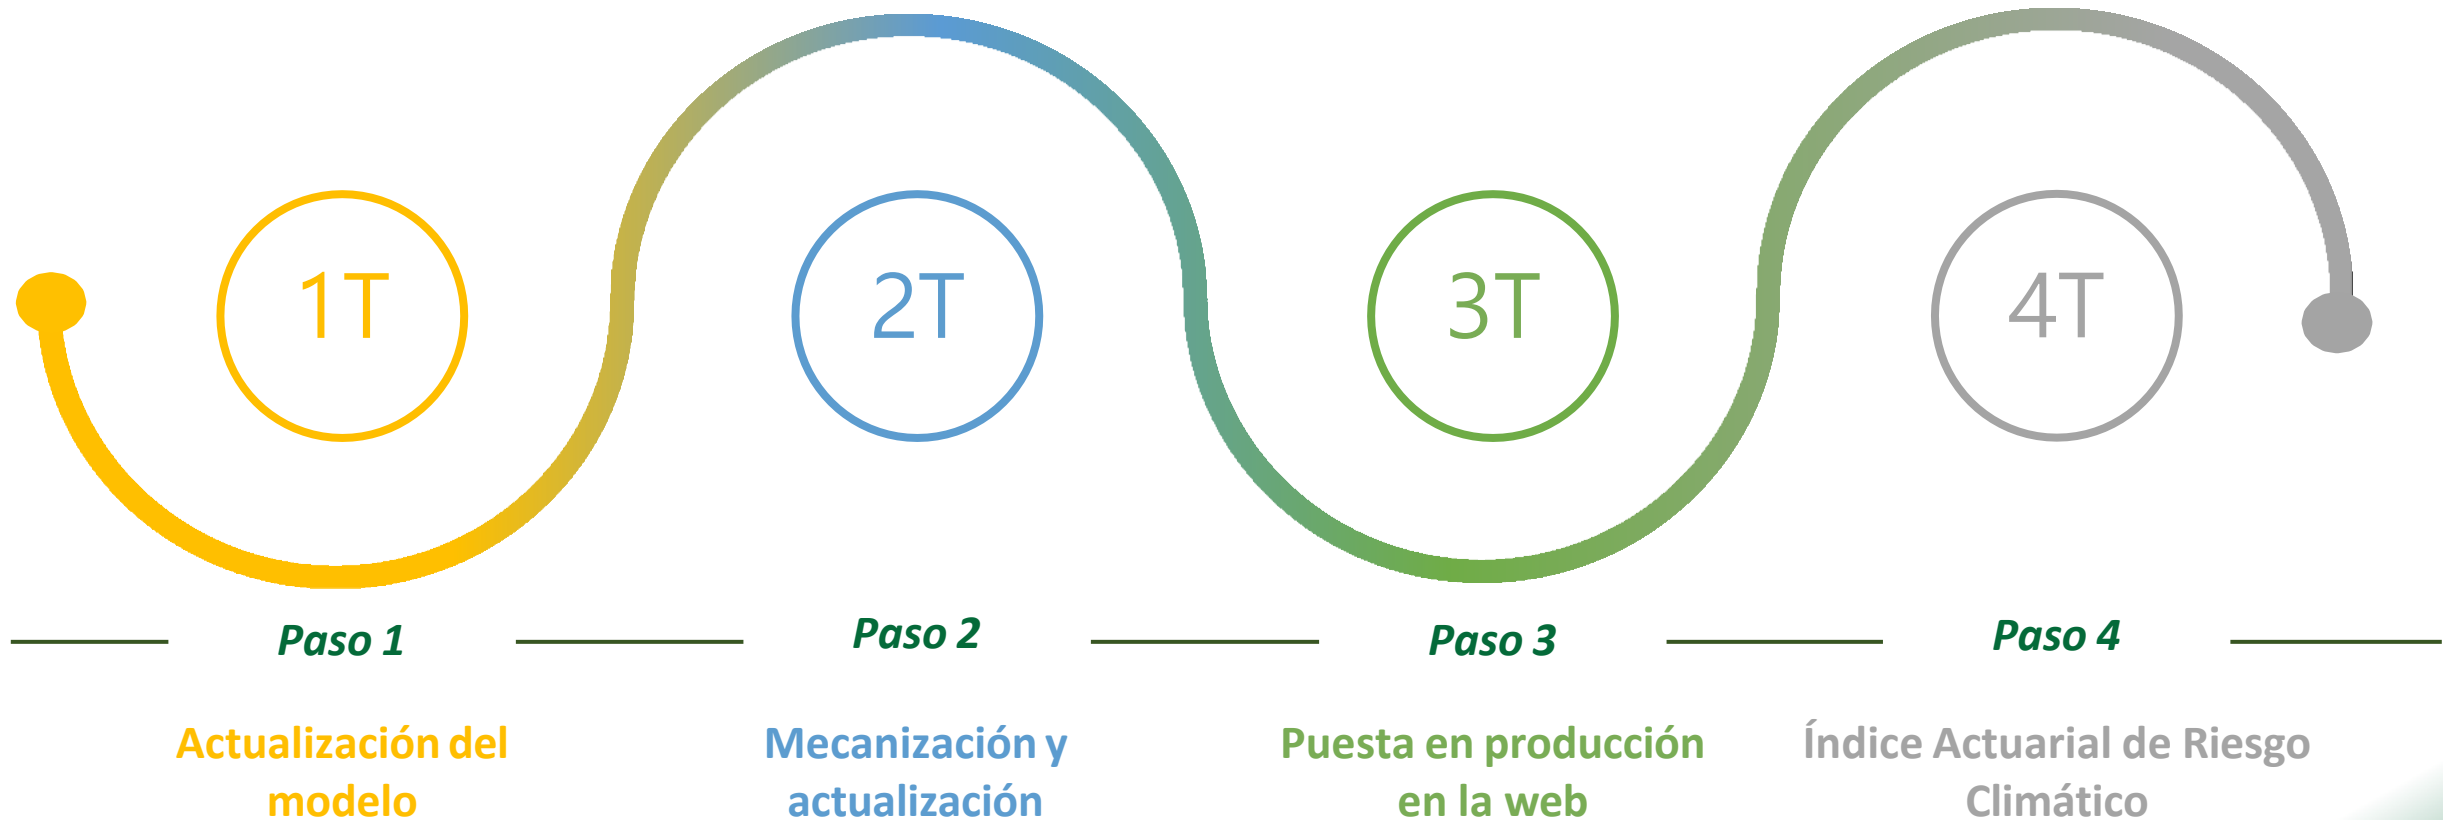 1T
2T
3T
4T
Paso 1
Paso 2
Paso 3
Paso 4
Actualización del
modelo
Mecanización y
actualización
Puesta en producción
en la web
Índice Actuarial de Riesgo
Climático